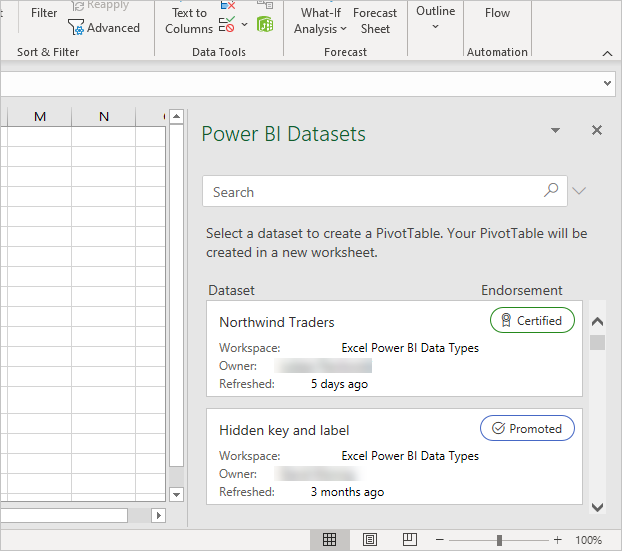 Filter
Reapply
Advanced
Sort & Filter
Text to
Columns
Data Tools
What-If
Analysis
Forecast
Sheet
Forecast
Outline
Flow
Automation
M
N
Power BI Datasets
Search
Select a dataset to create a PivotTable. Your PivotTable will be
created in a new worksheet.
Dataset
Endorsement
Northwind Traders
Certified
Workspace: Excel Power BI Data Types
Owner:
Refreshed: 5 days ago
Hidden key and label
Promoted
Workspace: Excel Power BI Data Types
Owner:
Refreshed: 3 months ago
100%